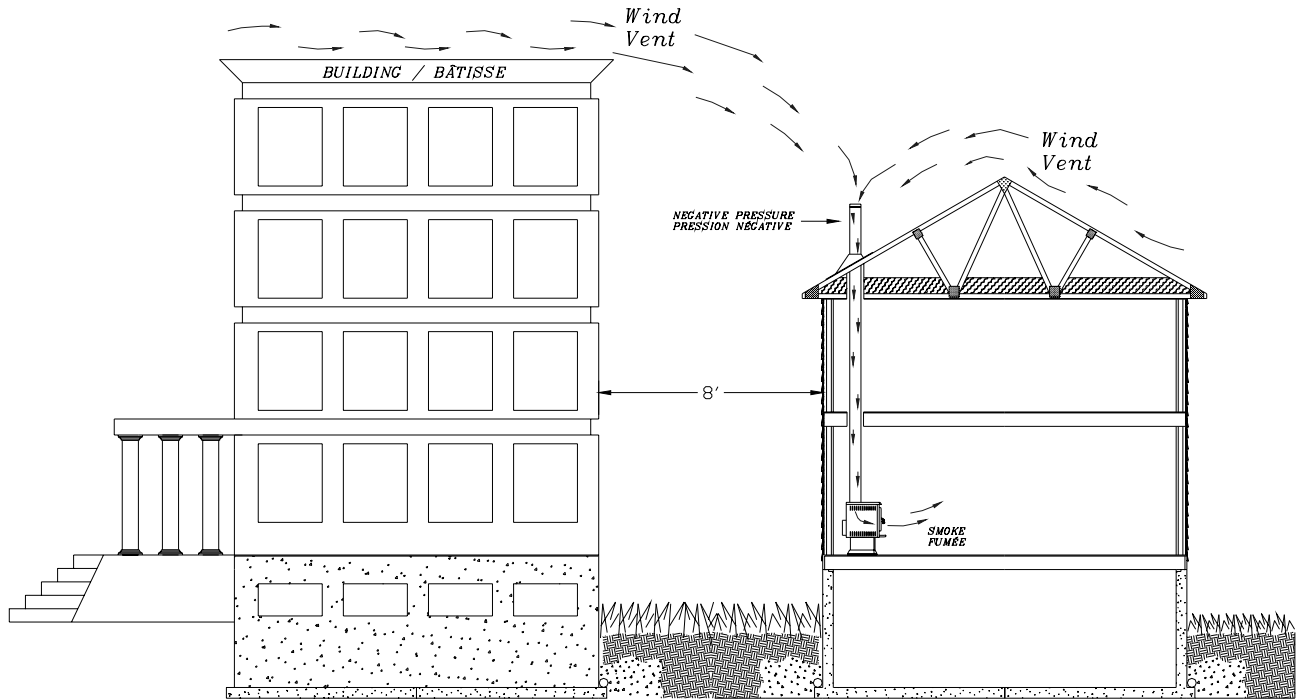 Wind
Vent
BUILDING / BÂTISSE
Wind
Vent
NEGATIVE PRESSURE
PRESSION NÉGATIVE
8'
SMOKE
FUMÉE